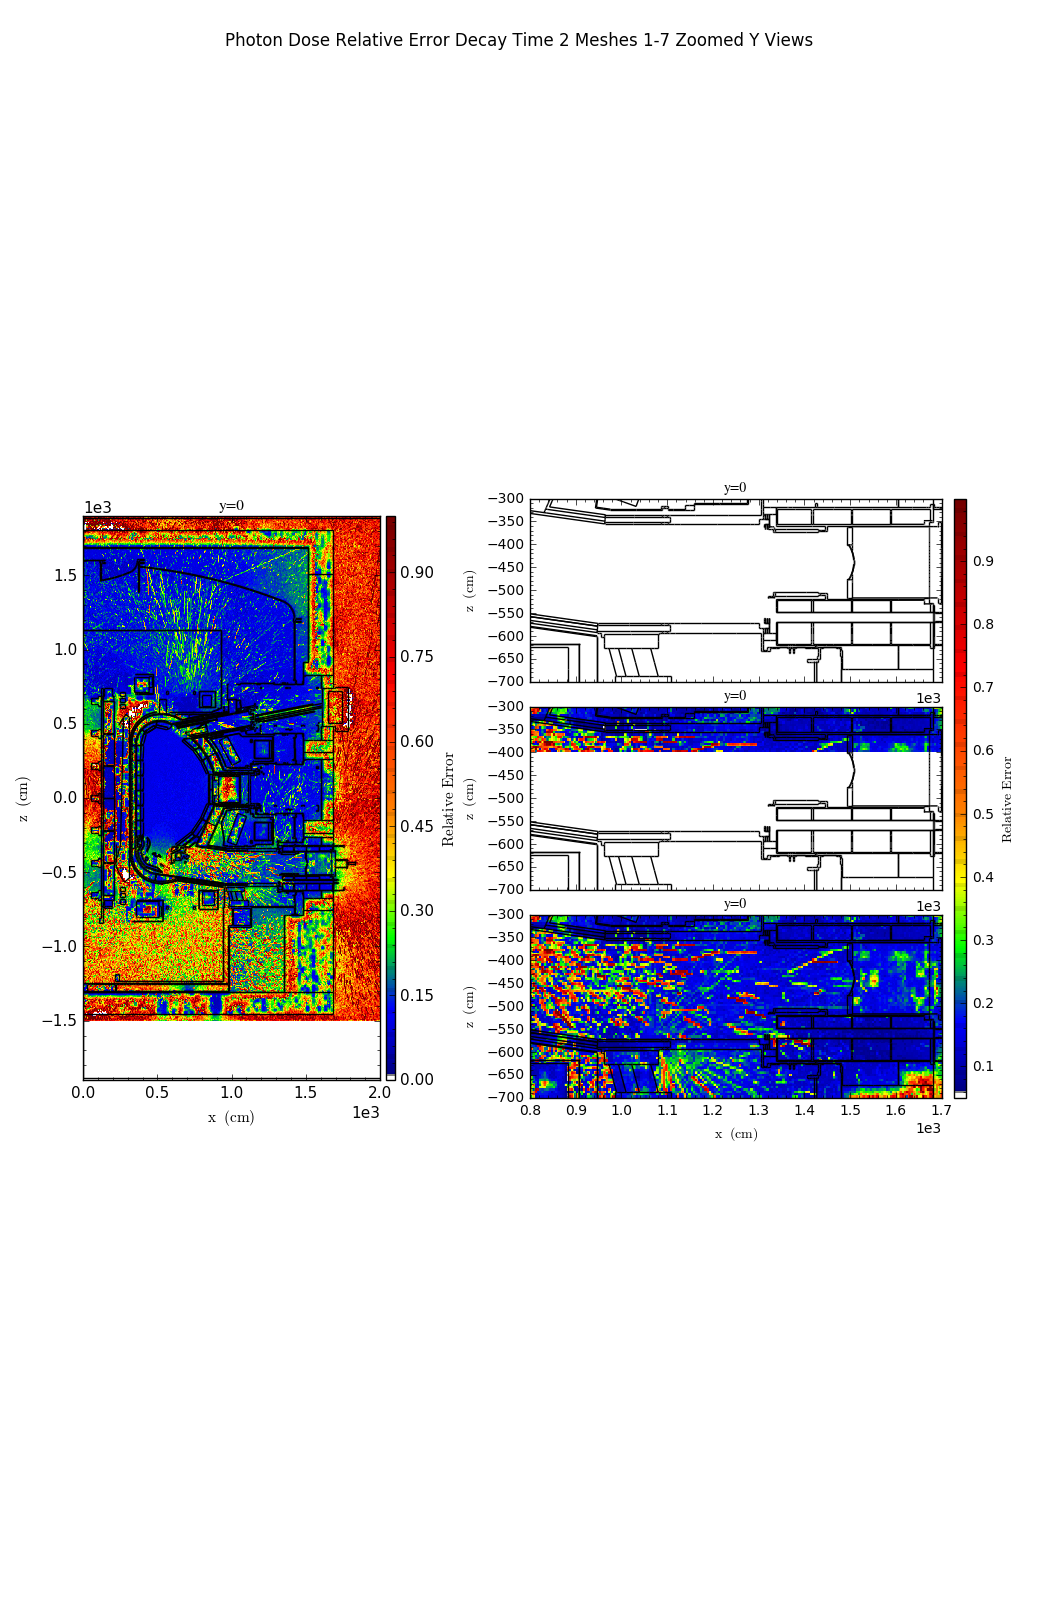 Photon Dose Relative Error Decay Time 2 Meshes 1-7 Zoomed Y Views
1e3
y=0
1.5
1.0
0.5
0.0
−0.5
−1.0
−1.5
z (cm)
0.0 0.5 1.0 1.5 2.0
1e3
x (cm)
0.90
0.75
0.60
0.45
0.30
0.15
0.00
Relative Error
y=0
−300
−350
−400
−450
−500
−550
−600
−650
−700
z (cm)
1e3
y=0
−300
−350
−400
−450
−500
−550
−600
−650
−700
z (cm)
1e3
y=0
−300
−350
−400
−450
−500
−550
−600
−650
−700
z (cm)
0.8 0.9 1.0 1.1 1.2 1.3 1.4 1.5 1.6 1.7
1e3
x (cm)
0.9
0.8
0.7
0.6
0.5
0.4
0.3
0.2
0.1
Relative Error